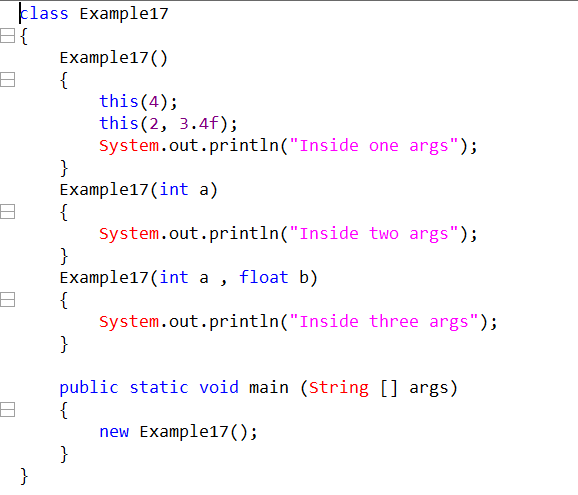 class Example17
{
Example17()
{
this(4);
this(2, 3.4f);
System.out.println("Inside one args");
}
Example17(int a)
{
System.out.println("Inside two args");
}
Example17(int a , float b)
{
System.out.println("Inside three args");
}
public static void main (String [] args)
{
new Example17();
}
}